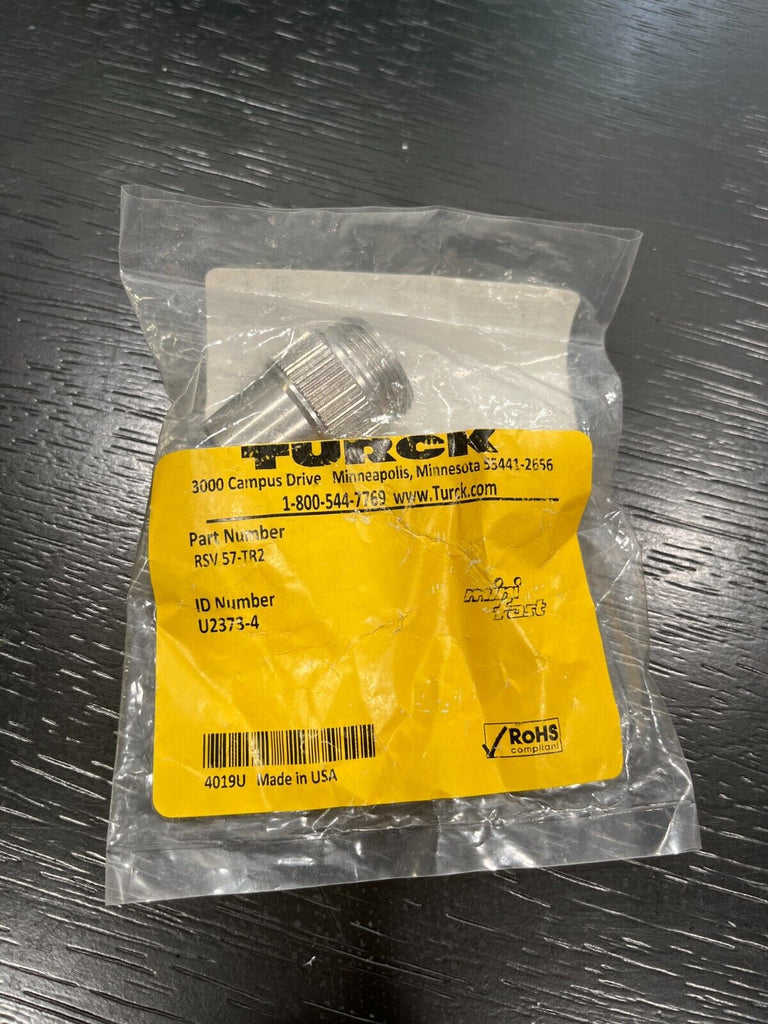 TURCK
3000 Campus Drive Minneapolis, Minnesota 55441-2656
1-800-544-7769 www.Turck.com
Part Number
RSV 57-TR2
ID Number
U2373-4
mini
fast
RoHS
compliant
4019U Made in USA